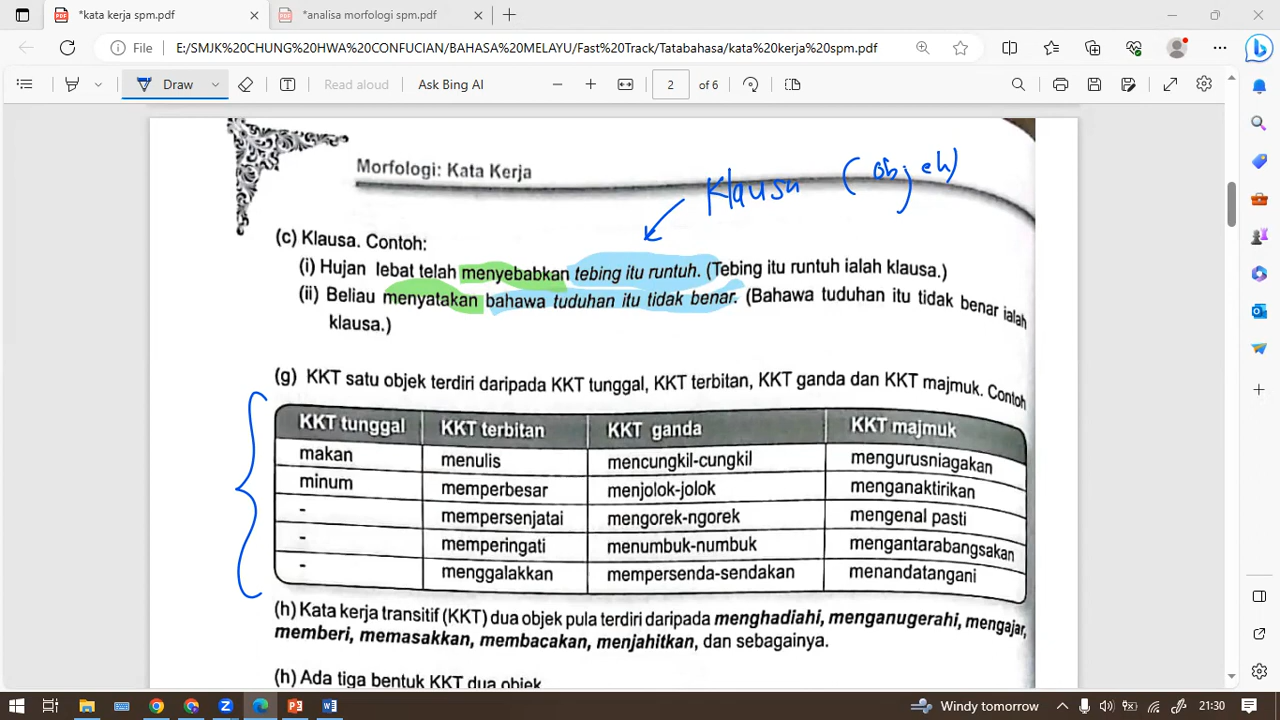 *kata kerja spm.pdf
*analisa morfologi spm.pdf
File
E:/SMJK%20CHUNG%20HWA%20CONFUCIAN/BAHASA%20MELAYU/Fast%20Track/Tatabahasa/kata%20kerja%20spm.pdf
Draw
Read aloud
Ask Bing AI
2
of 6
Morfologi: Kata Kerja
Klausa (objek)
(c) Klausa. Contoh:
(i) Hujan lebat telah menyebabkan tebing itu runtuh. (Tebing itu runtuh ialah klausa.)
(ii) Beliau menyatakan bahawa tuduhan itu tidak benar. (Bahawa tuduhan itu tidak benar ialah
klausa.)
(g) KKT satu objek terdiri daripada KKT tunggal, KKT terbitan, KKT ganda dan KKT majmuk. Contoh
KKT tunggal KKT terbitan KKT ganda KKT majmuk
makan menulis mencungkil-cungkil mengurusniagakan
minum memperbesar menjolok-jolok menganaktirikan
- mempersenjatai mengorek-ngorek mengenal pasti
- memperingati menumbuk-numbuk mengantarabangsakan
- menggalakkan mempersenda-sendakan menandatangani
(h) Kata kerja transitif (KKT) dua objek pula terdiri daripada menghadiahi, menganugerahi, mengajar,
memberi, memasakkan, membacakan, menjahitkan, dan sebagainya.
(h) Ada tiga bentuk KKT dua objek
Windy tomorrow
21:30